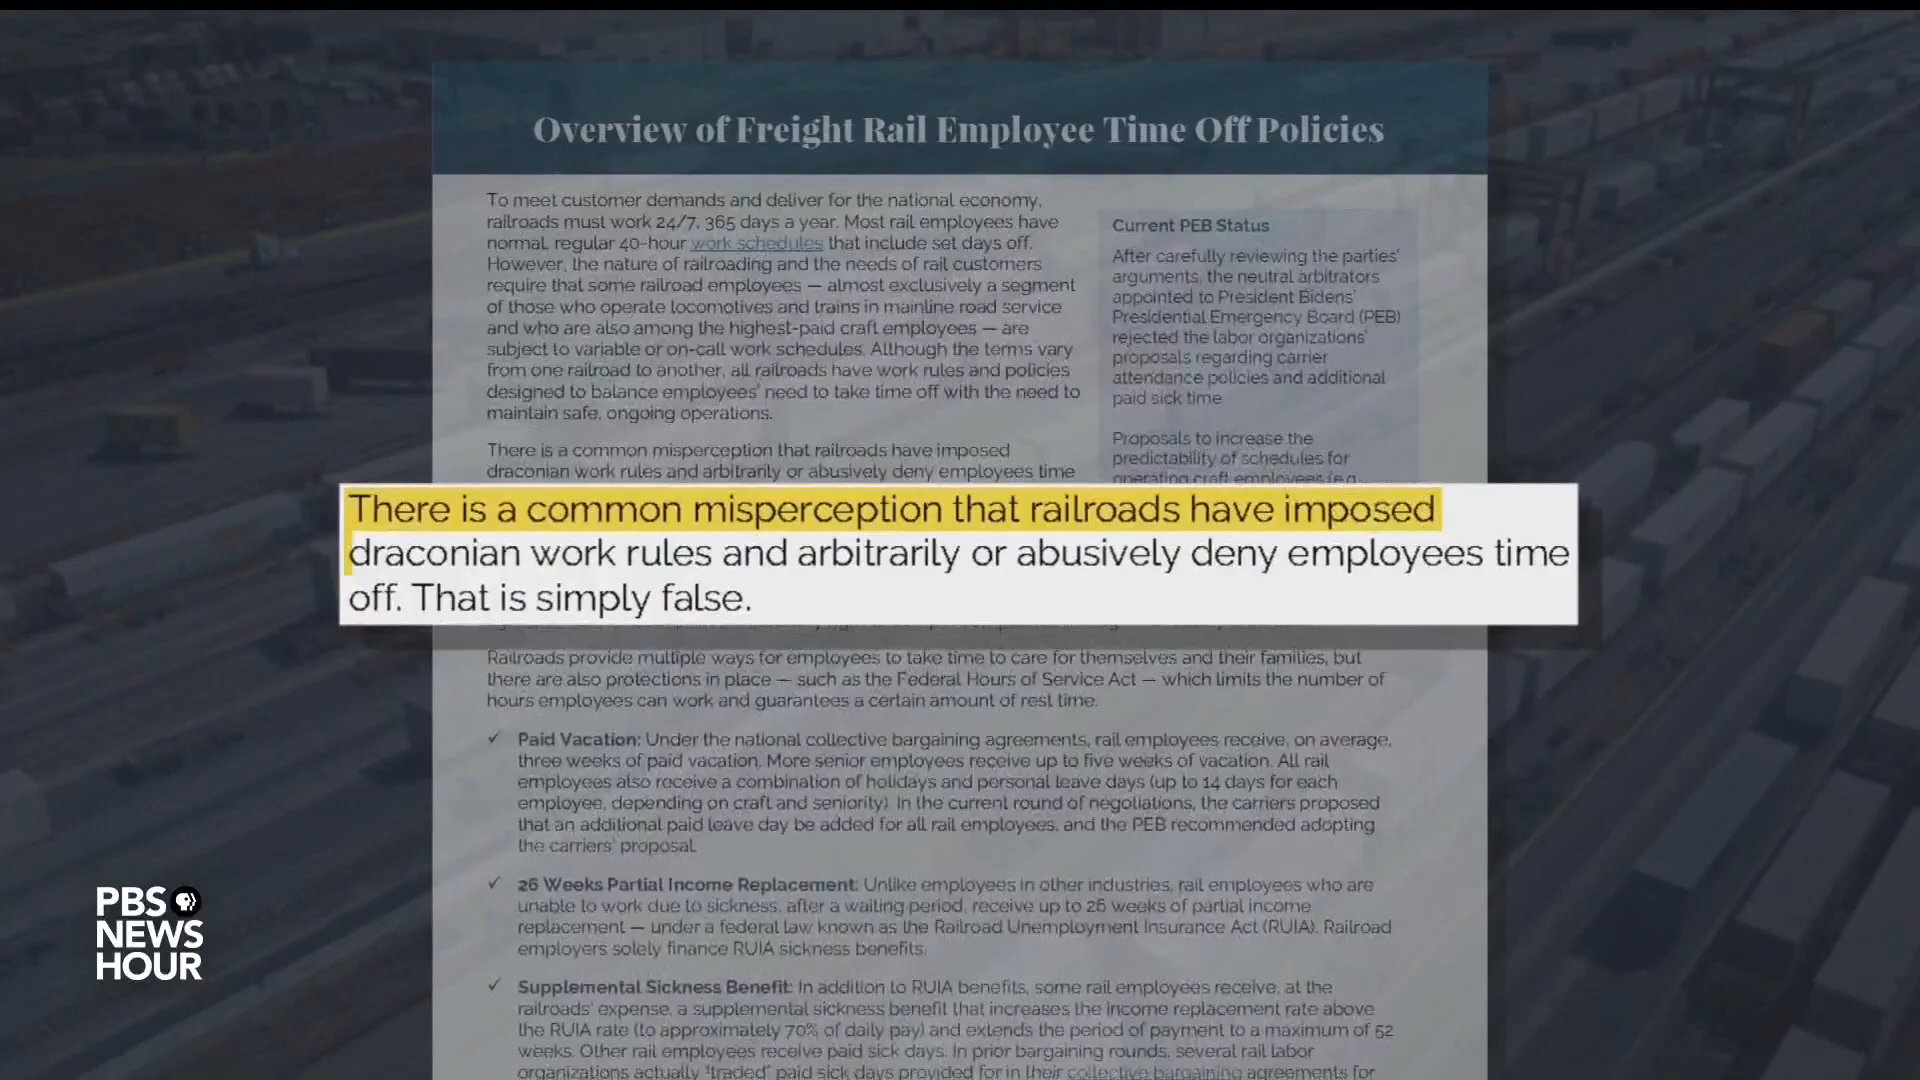 Overview of Freight Rail Employee Time Off Policies
To meet customer demands and deliver for the national economy,
railroads must work 24/7, 365 days a year. Most rail employees have
normal, regular 40-hour work schedules that include set days off.
However, the nature of railroading and the needs of rail customers
require that some railroad employees — almost exclusively a segment
of those who operate locomotives and trains in mainline road service
and who are also among the highest-paid craft employees — are
subject to variable or on-call work schedules. Although the terms vary
from one railroad to another, all railroads have work rules and policies
designed to balance employees' need to take time off with the need to
maintain safe, ongoing operations.
There is a common misperception that railroads have imposed
draconian work rules and arbitrarily or abusively deny employees time
Current PEB Status
After carefully reviewing the parties'
arguments, the neutral arbitrators
appointed to President Bidens'
Presidential Emergency Board (PEB)
rejected the labor organizations'
proposals regarding carrier
attendance policies and additional
paid sick time
Proposals to increase the
predictability of schedules for
operating craft employees (e.g.,
There is a common misperception that railroads have imposed
draconian work rules and arbitrarily or abusively deny employees time
off. That is simply false.
Railroads provide multiple ways for employees to take time to care for themselves and their families, but
there are also protections in place — such as the Federal Hours of Service Act — which limits the number of
hours employees can work and guarantees a certain amount of rest time.
✓ Paid Vacation: Under the national collective bargaining agreements, rail employees receive, on average,
three weeks of paid vacation. More senior employees receive up to five weeks of vacation. All rail
employees also receive a combination of holidays and personal leave days (up to 14 days for each
employee, depending on craft and seniority). In the current round of negotiations, the carriers proposed
that an additional paid leave day be added for all rail employees, and the PEB recommended adopting
the carriers' proposal.
✓ 26 Weeks Partial Income Replacement: Unlike employees in other industries, rail employees who are
unable to work due to sickness, after a waiting period, receive up to 26 weeks of partial income
replacement — under a federal law known as the Railroad Unemployment Insurance Act (RUIA). Railroad
employers solely finance RUIA sickness benefits.
✓ Supplemental Sickness Benefit: In addition to RUIA benefits, some rail employees receive, at the
railroads' expense, a supplemental sickness benefit that increases the income replacement rate above
the RUIA rate (to approximately 70% of daily pay) and extends the period of payment to a maximum of 52
weeks. Other rail employees receive paid sick days. In prior bargaining rounds, several rail labor
organizations actually "traded" paid sick days provided for in their collective bargaining agreements for
PBS
NEWS
HOUR